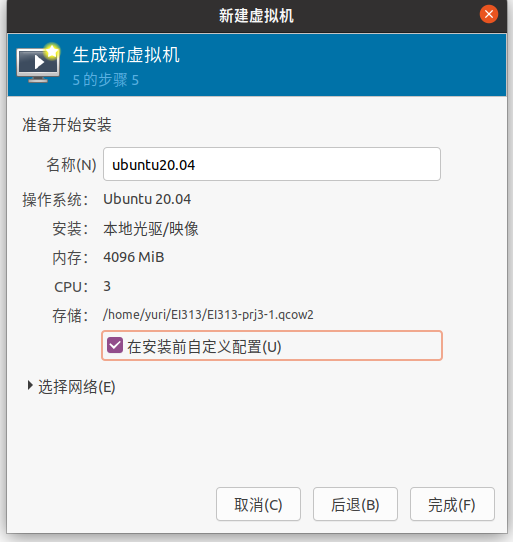 新建虚拟机
生成新虚拟机
5 的步骤 5
准备开始安装
名称(N) ubuntu20.04
操作系统： Ubuntu 20.04
安装： 本地光驱/映像
内存： 4096 MiB
CPU： 3
存储： /home/yuri/EI313/EI313-prj3-1.qcow2
在安装前自定义配置(U)
选择网络(E)
取消(C) 后退(B) 完成(F)